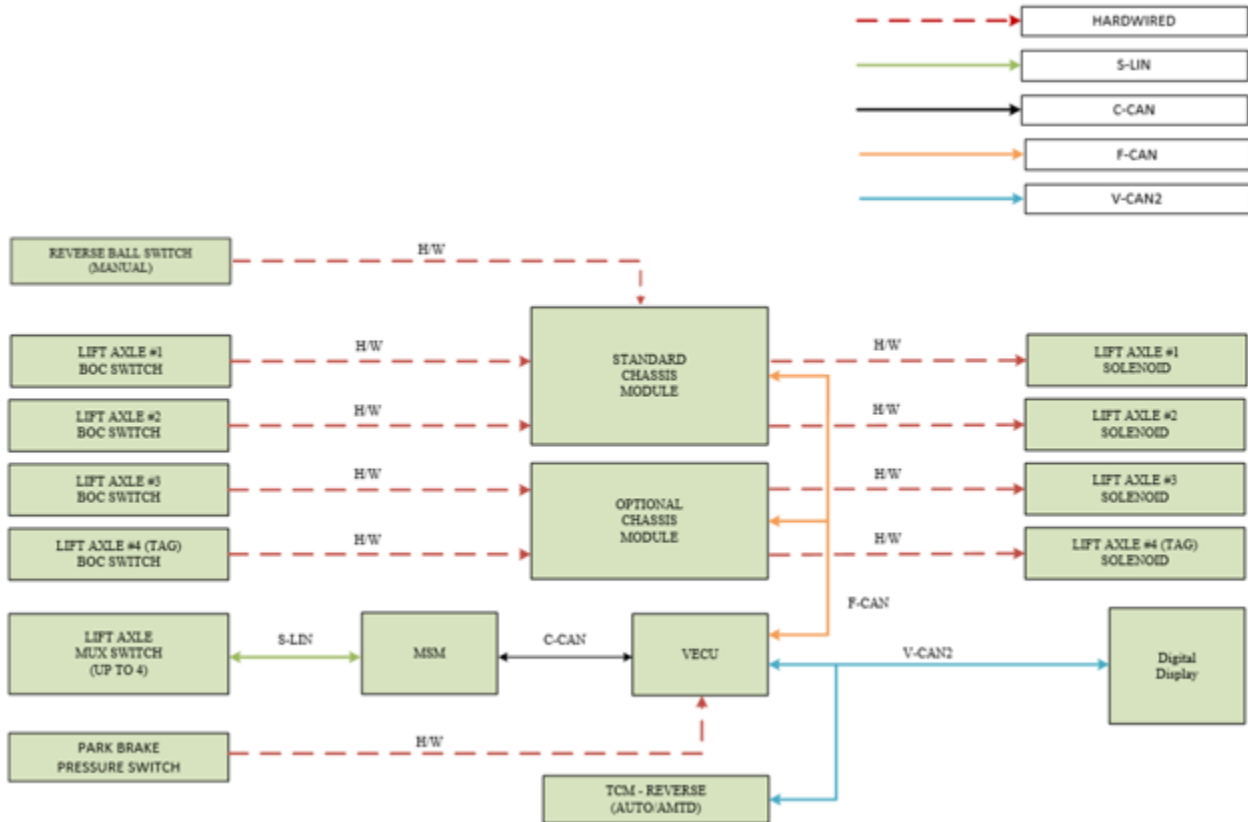 HARDWIRED
S-LIN
C-CAN
F-CAN
V-CAN2
REVERSE BALL SWITCH
(MANUAL)
H/W
LIFT AXLE #1
BOC SWITCH
H/W
STANDARD
CHASSIS
MODULE
H/W
LIFT AXLE #1
SOLENOID
LIFT AXLE #2
BOC SWITCH
H/W
H/W
LIFT AXLE #2
SOLENOID
LIFT AXLE #3
BOC SWITCH
H/W
OPTIONAL
CHASSIS
MODULE
H/W
LIFT AXLE #3
SOLENOID
LIFT AXLE #4 (TAG)
BOC SWITCH
H/W
H/W
LIFT AXLE #4 (TAG)
SOLENOID
F-CAN
LIFT AXLE
MUX SWITCH
(UP TO 4)
S-LIN
MSM
C-CAN
VECU
V-CAN2
Digital
Display
PARK BRAKE
PRESSURE SWITCH
H/W
TCM - REVERSE
(AUTO/AMTD)